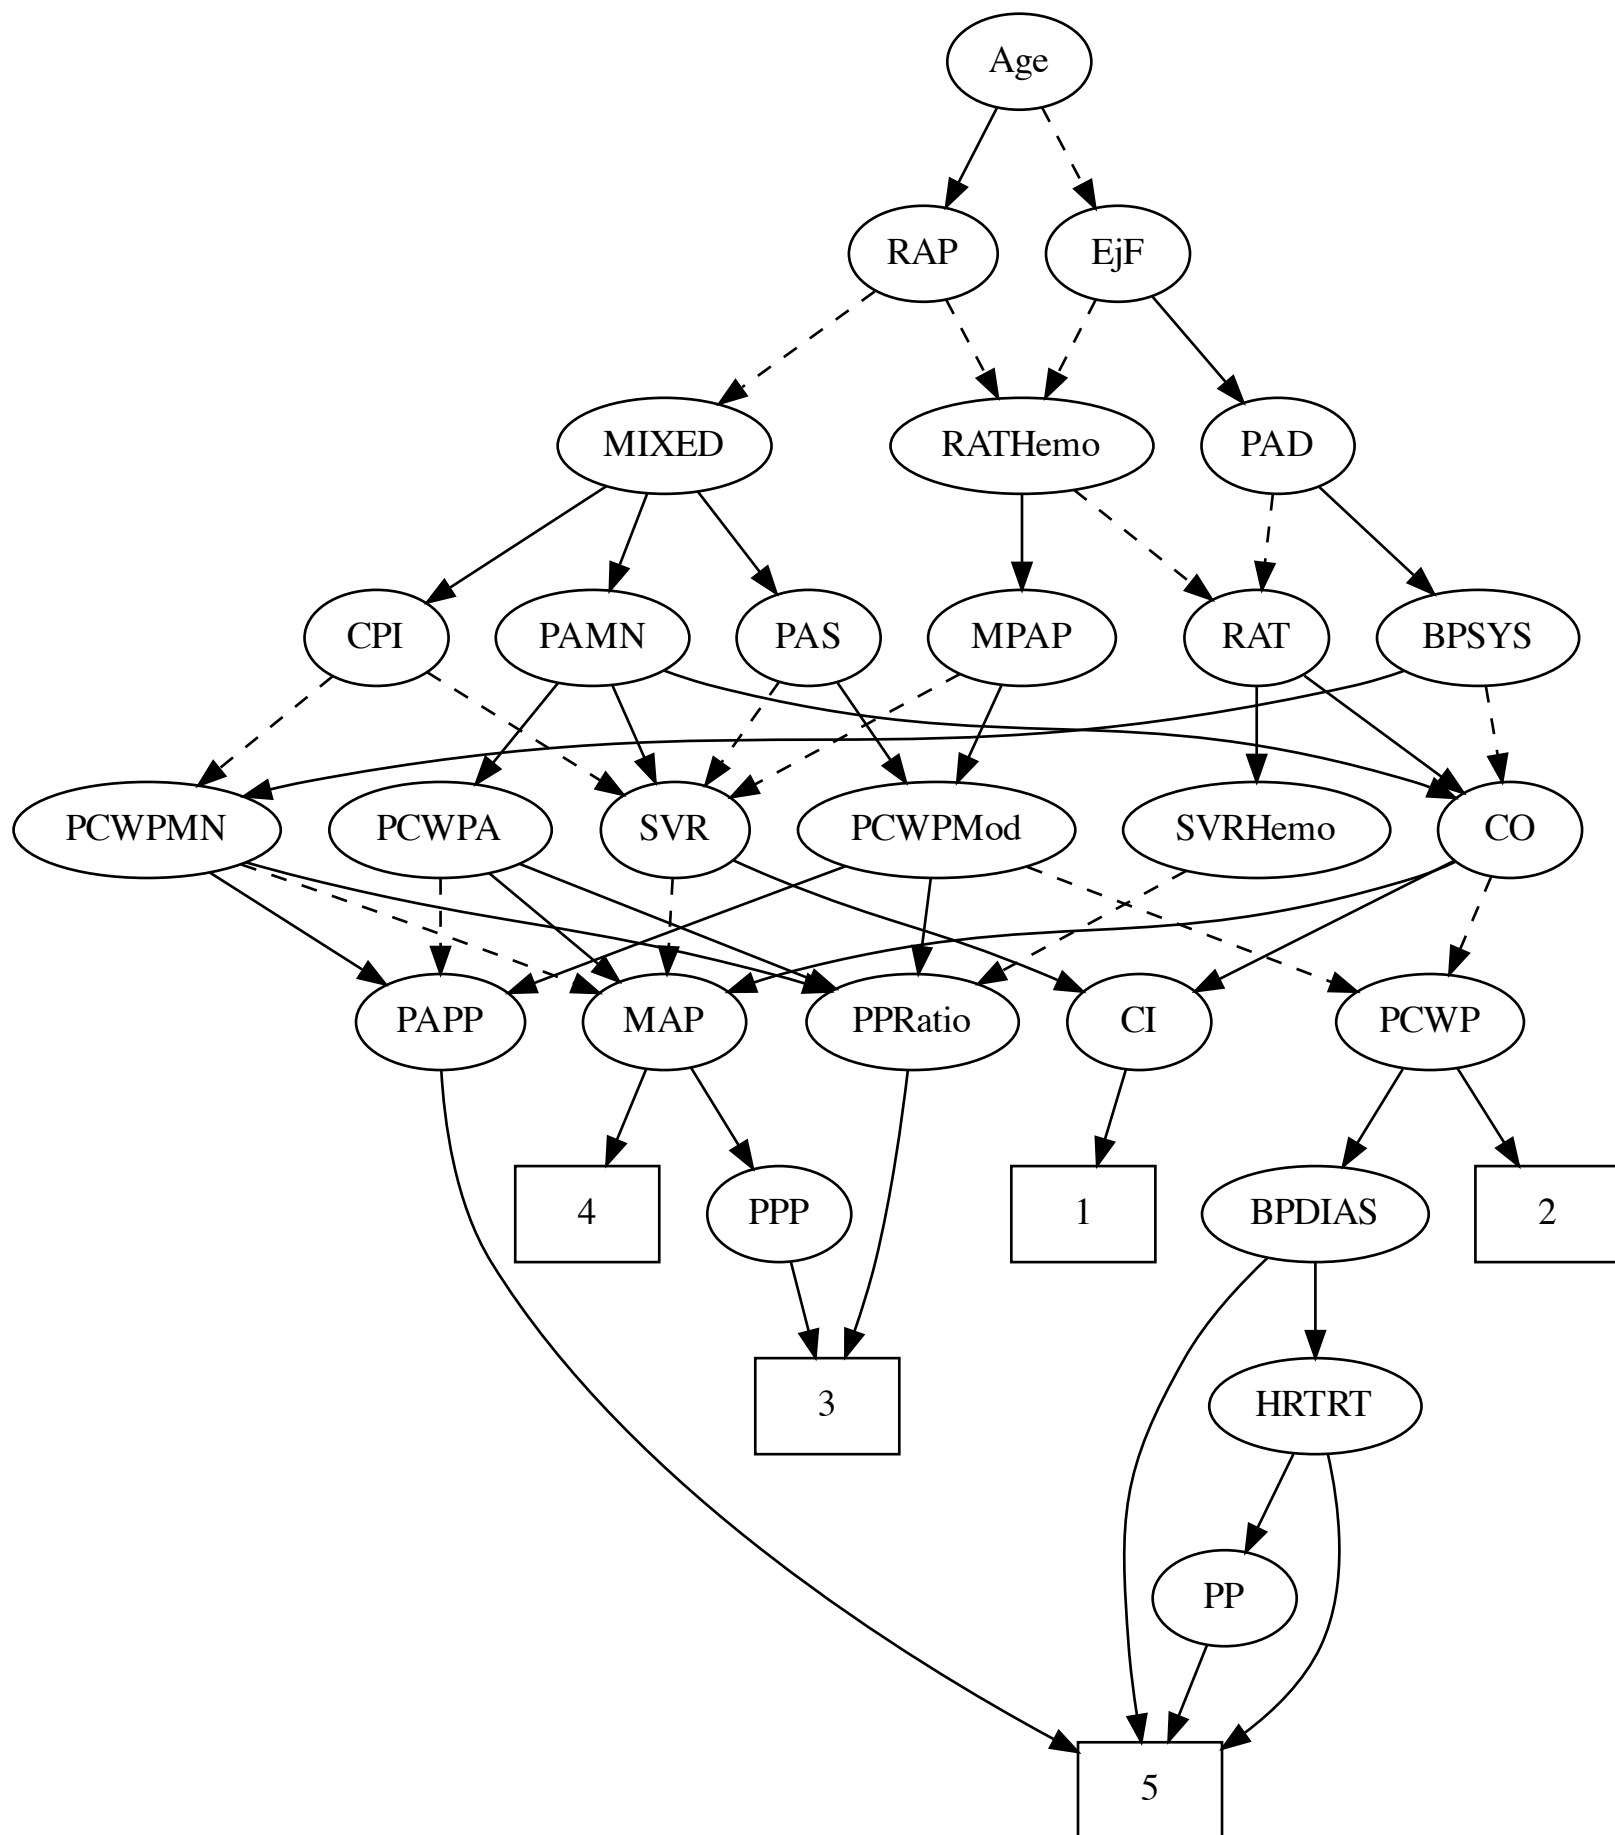 Age
RAP
EjF
MIXED
RATHemo
PAD
CPI
PAMN
PAS
MPAP
RAT
BPSYS
PCWPMN
PCWPA
SVR
PCWPMod
SVRHemo
CO
PAPP
MAP
PPRatio
CI
PCWP
4
PPP
1
BPDIAS
2
3
HRTRT
PP
5